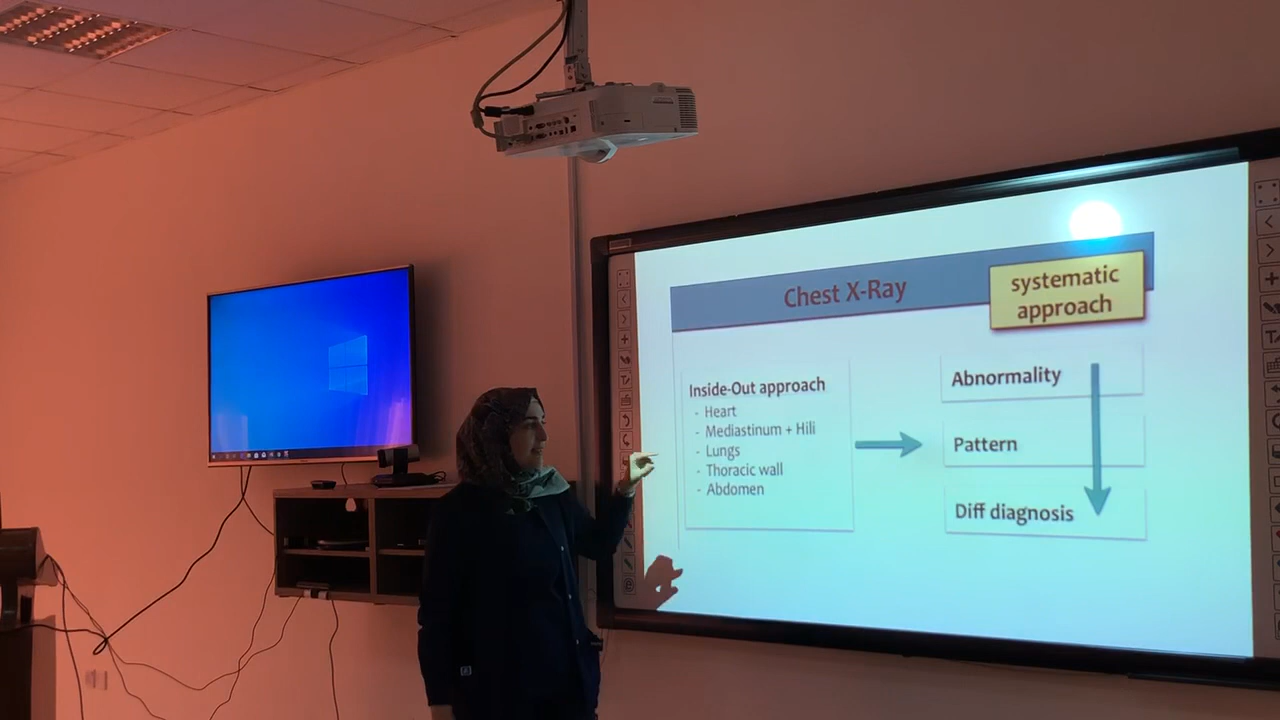 Chest X-Ray
systematic
approach
Inside-Out approach
- Heart
- Mediastinum + Hili
- Lungs
- Thoracic wall
- Abdomen
Abnormality
Pattern
Diff diagnosis